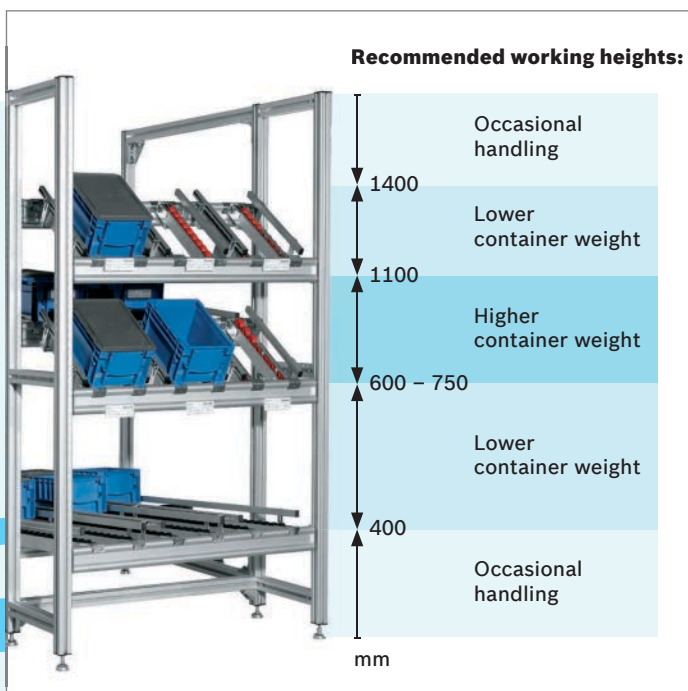 Recommended working heights:
Occasional
handling
1400
Lower
container weight
1100
Higher
container weight
600 – 750
Lower
container weight
400
Occasional
handling
mm